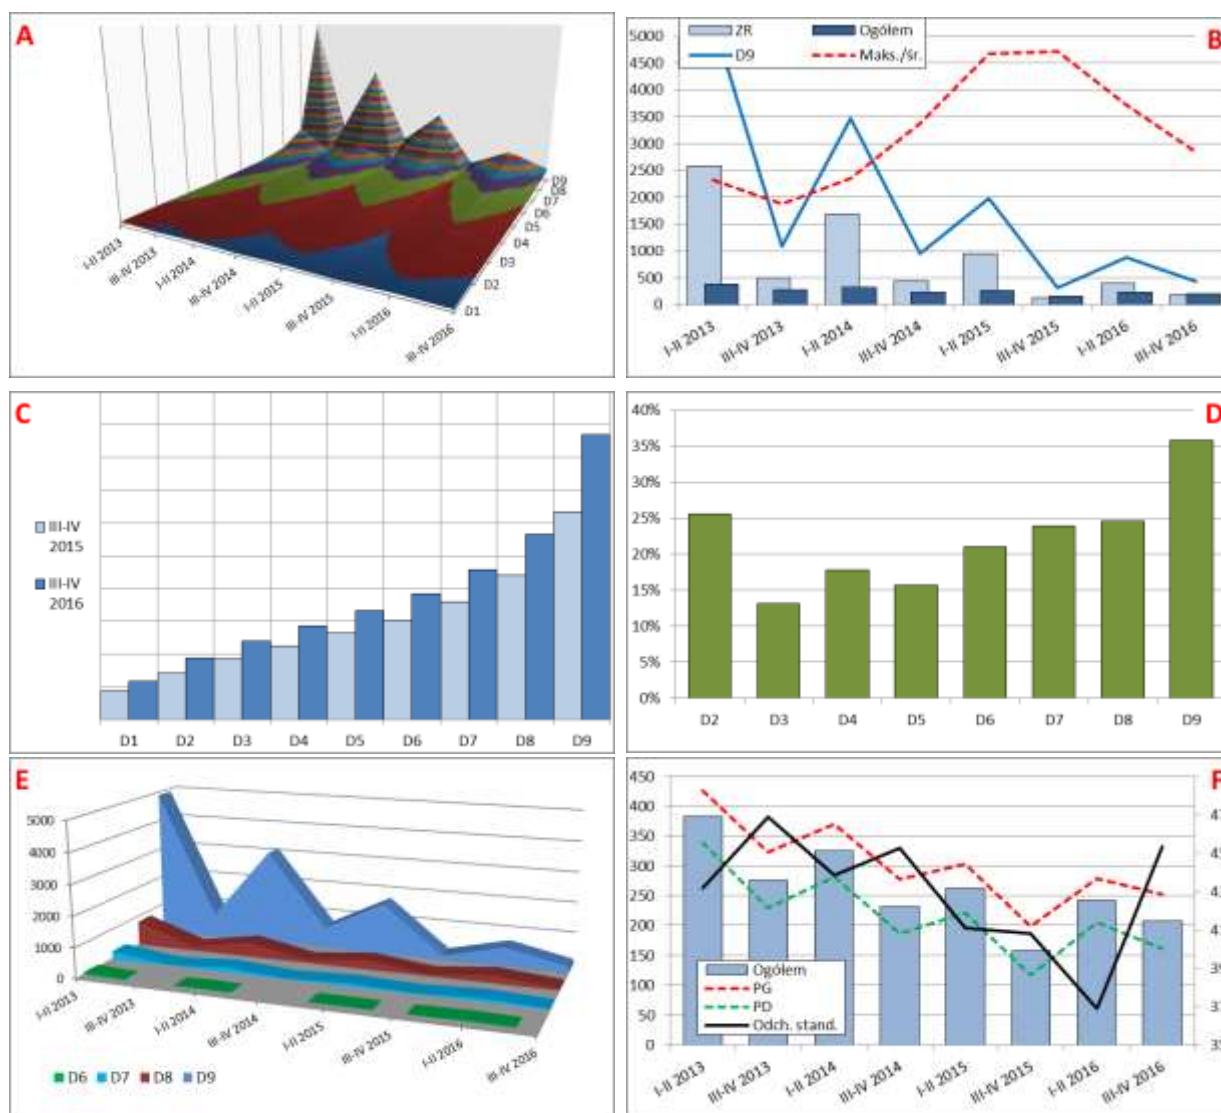 A
I-II 2013
III-IV 2013
I-II 2014
III-IV 2014
I-II 2015
III-IV 2015
I-II 2016
III-IV 2016
D1
D2
D3
D4
D5
D6
D7
D8
D9
B
ZR
Ogółem
D9
Maks./śr.
5000
4500
4000
3500
3000
2500
2000
1500
1000
500
0
I-II 2013
III-IV 2013
I-II 2014
III-IV 2014
I-II 2015
III-IV 2015
I-II 2016
III-IV 2016
C
III-IV
2015
III-IV
2016
D1 D2 D3 D4 D5 D6 D7 D8 D9
D
40%
35%
30%
25%
20%
15%
10%
5%
0%
D2 D3 D4 D5 D6 D7 D8 D9
E
5000
4000
3000
2000
1000
0
I-II 2013
III-IV 2013
I-II 2014
III-IV 2014
I-II 2015
III-IV 2015
I-II 2016
III-IV 2016
D6 D7 D8 D9
F
450
400
350
300
250
200
150
100
50
0
Ogółem
PG
PD
Odch. stand.
I-II 2013
III-IV 2013
I-II 2014
III-IV 2014
I-II 2015
III-IV 2015
I-II 2016
III-IV 2016